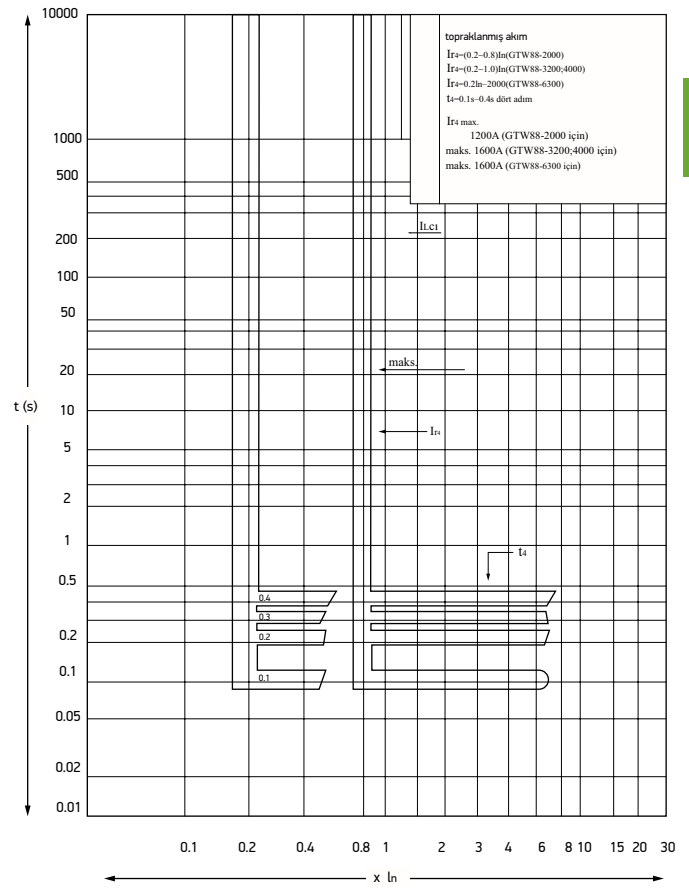 10000
topraklanmış akım
Ir4=(0.2~0.8)In(GTW88-2000)
Ir4=(0.2~1.0)In(GTW88-3200;4000)
Ir4=0.2ln~2000(GTW88-6300)
t4=0.1s~0.4s dört adım
Ir4 max.
1200A (GTW88-2000 için)
maks. 1600A (GTW88-3200;4000 için)
maks. 1600A (GTW88-6300 için)
1000
500
ILC1
200
100
50
maks.
20
t (s)
10
Ir4
5
2
1
t4
0.5
0.4
0.3
0.2
0.2
0.1
0.1
0.05
0.02
0.01
0.1 0.2 0.4 0.8 1 2 3 4 6 8 10 15 20 30
x In